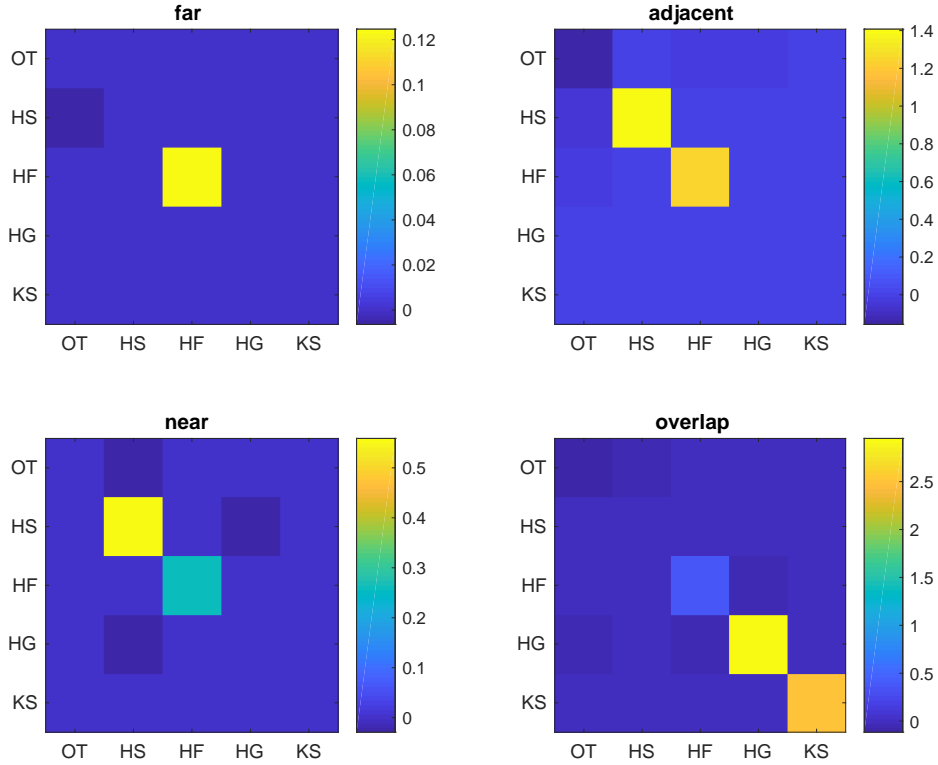 far
OT
HS
HF
HG
KS
OT HS HF HG KS
0.12
0.1
0.08
0.06
0.04
0.02
0
adjacent
OT
HS
HF
HG
KS
OT HS HF HG KS
1.4
1.2
1
0.8
0.6
0.4
0.2
0
near
OT
HS
HF
HG
KS
OT HS HF HG KS
0.5
0.4
0.3
0.2
0.1
0
overlap
OT
HS
HF
HG
KS
OT HS HF HG KS
2.5
2
1.5
1
0.5
0